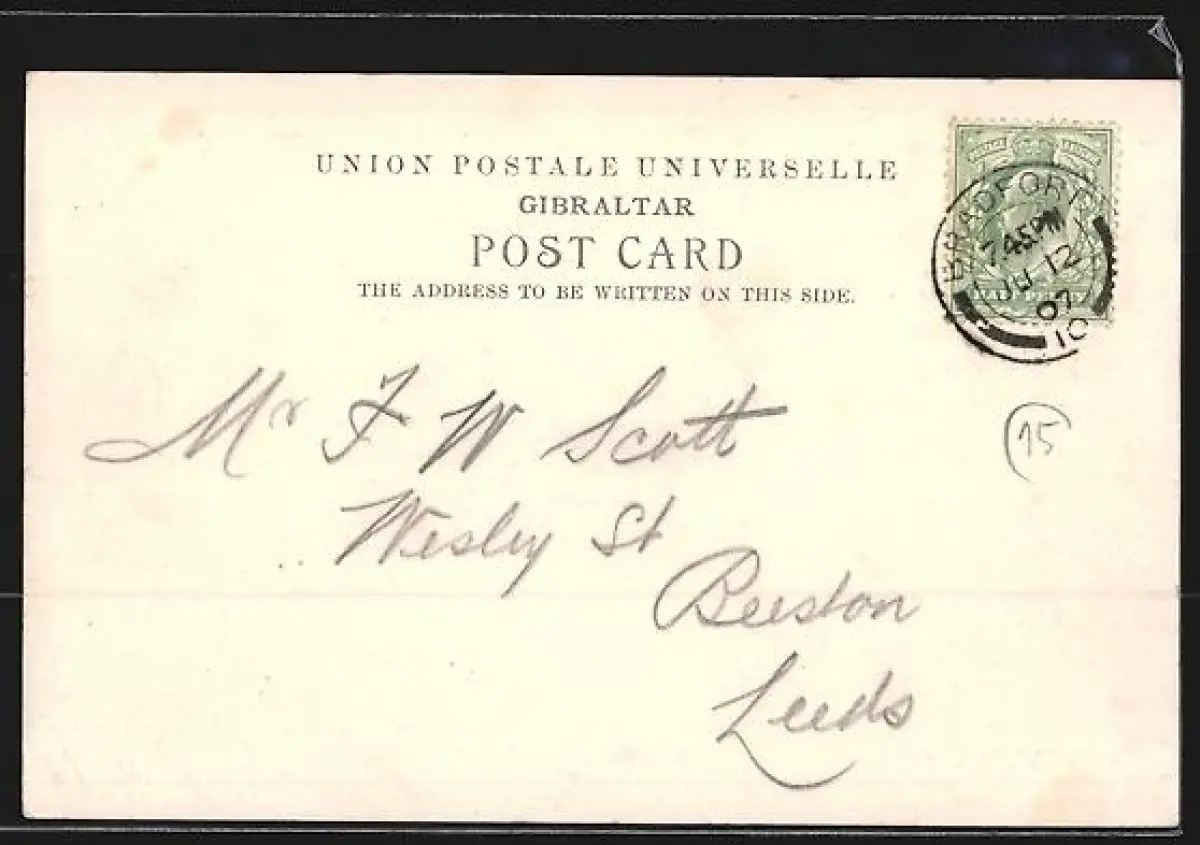 UNION POSTALE UNIVERSELLE
GIBRALTAR
POST CARD
THE ADDRESS TO BE WRITTEN ON THIS SIDE.
BRADFORD
7.45PM
JU 12
07
10
Mr F W Scott
15
Wesley St
Beeston
Leeds